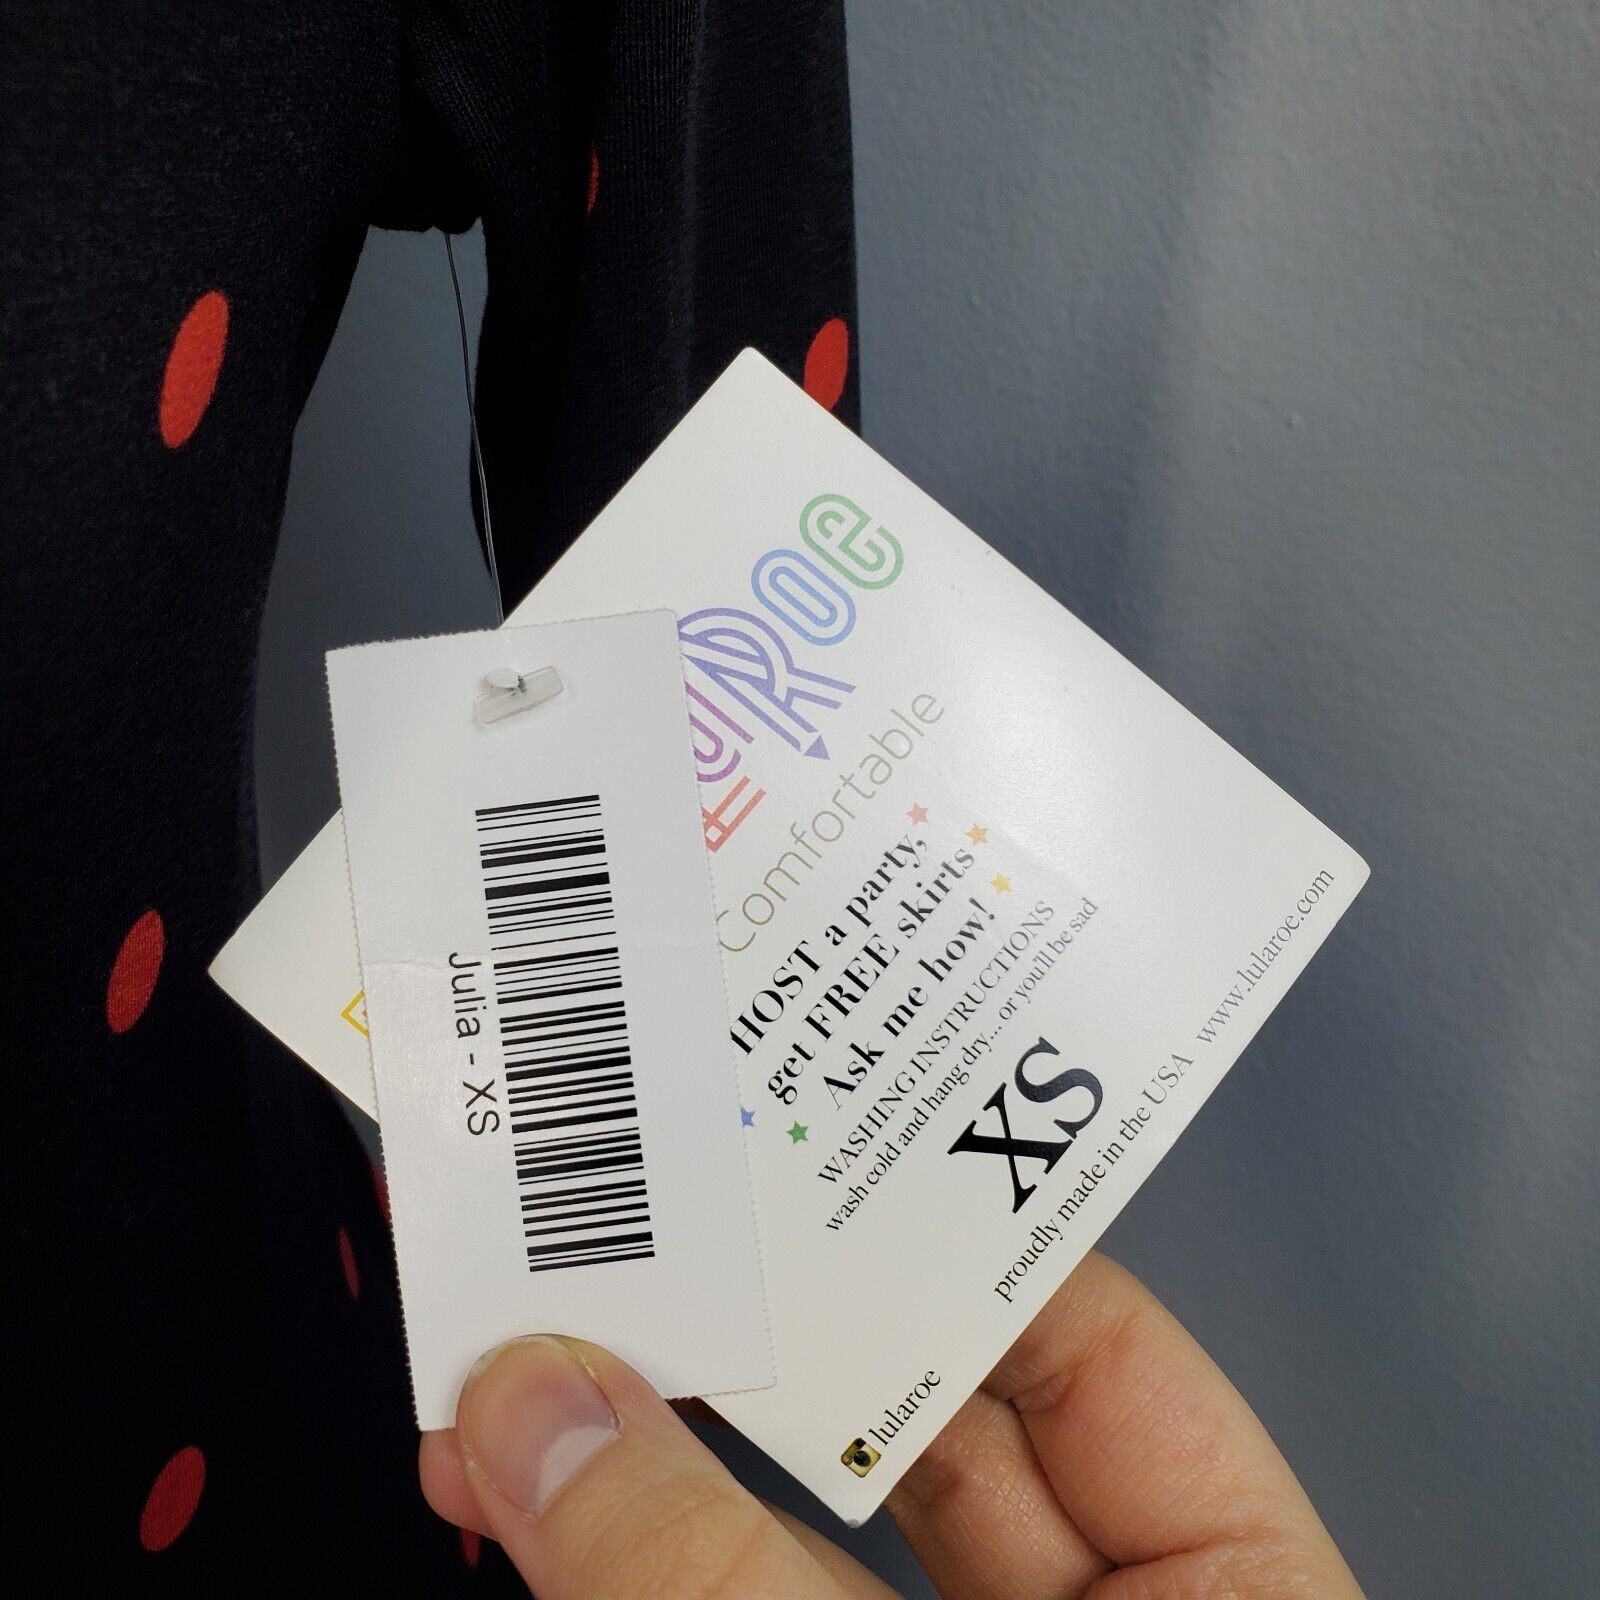 Julia - XS
Comfortable
HOST a party,
get FREE skirts
Ask me how!
WASHING INSTRUCTIONS
wash cold and hang dry... or you'll be sad
XS
proudly made in the USA www.lularoe.com
lularoe